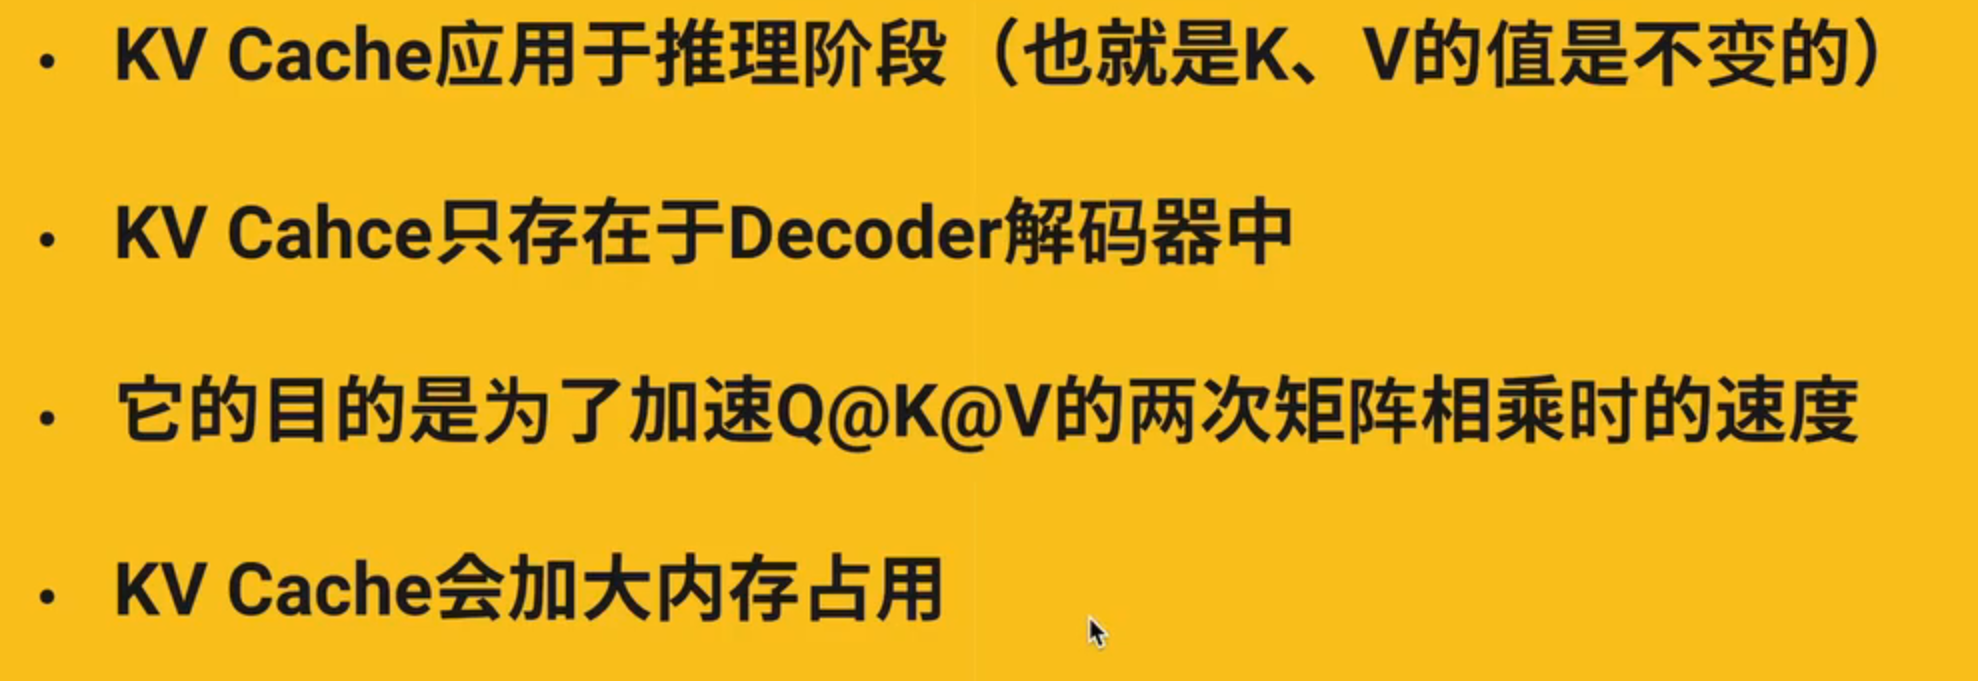 • KV Cache应用于推理阶段（也就是K、V的值是不变的）
• KV Cahce只存在于Decoder解码器中
• 它的目的是为了加速Q@K@V的两次矩阵相乘时的速度
• KV Cache会加大内存占用